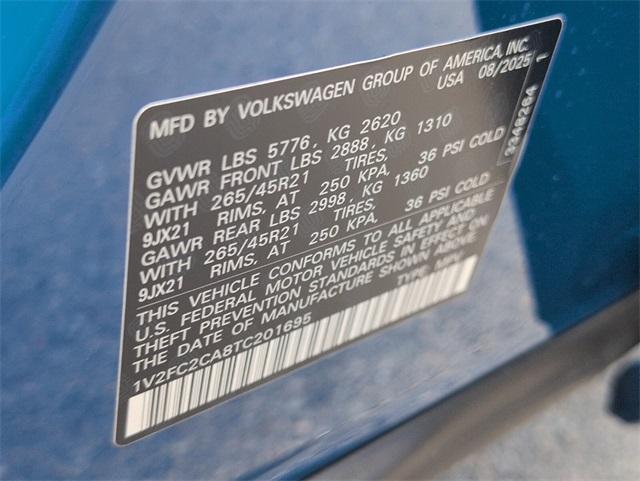 MFD BY VOLKSWAGEN GROUP OF AMERICA, INC.
USA 08/2025 1
GVWR LBS 5776, KG 2620
GAWR FRONT LBS 2888, KG 1310
WITH 265/45R21 TIRES,
9JX21 RIMS, AT 250 KPA, 36 PSI COLD
GAWR REAR LBS 2998, KG 1360
WITH 265/45R21 TIRES,
9JX21 RIMS, AT 250 KPA, 36 PSI COLD
THIS VEHICLE CONFORMS TO ALL APPLICABLE
U.S. FEDERAL MOTOR VEHICLE SAFETY AND
THEFT PREVENTION STANDARDS IN EFFECT ON
DATE OF MANUFACTURE SHOWN ABOVE.
TYPE: MPV
1V2FC2CA8TC201695
9348264